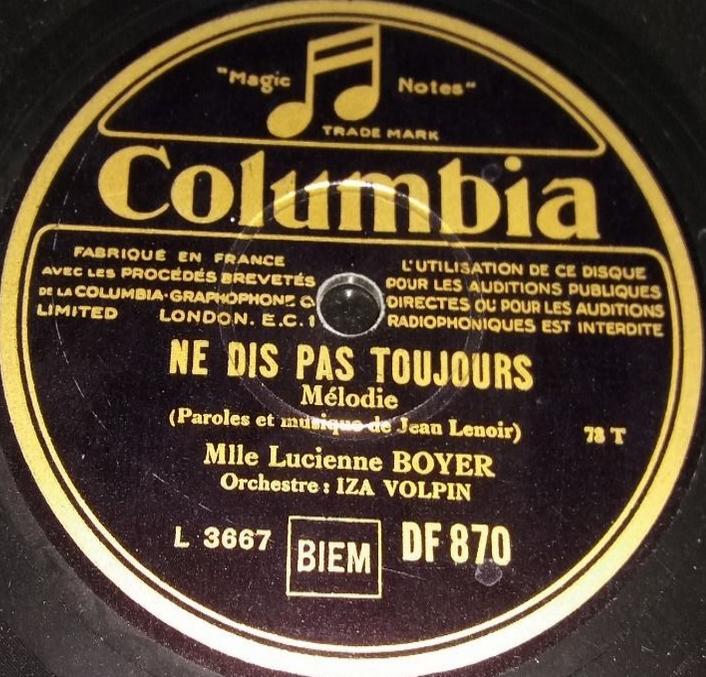 "Magic Notes"
TRADE MARK
Columbia
FABRIQUÉ EN FRANCE
AVEC LES PROCÉDÉS BREVETÉS
DE LA COLUMBIA-GRAPHOPHONE Co
LIMITED LONDON. E.C.1
L'UTILISATION DE CE DISQUE
POUR LES AUDITIONS PUBLIQUES
DIRECTES OU POUR LES AUDITIONS
RADIOPHONIQUES EST INTERDITE
NE DIS PAS TOUJOURS
Mélodie
(Paroles et musique de Jean Lenoir)
78 T
Mlle Lucienne BOYER
Orchestre : IZA VOLPIN
L 3667 BIEM DF 870